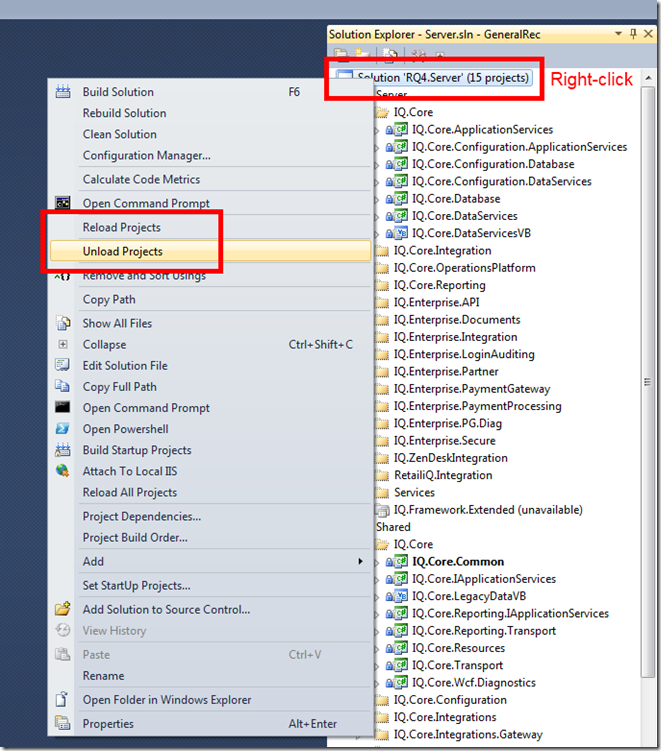 Solution Explorer - Server.sln - GeneralRec
Solution 'RQ4.Server' (15 projects)
Right-click
Server
IQ.Core
IQ.Core.ApplicationServices
IQ.Core.Configuration.ApplicationServices
IQ.Core.Configuration.Database
IQ.Core.Configuration.DataServices
IQ.Core.Database
IQ.Core.DataServices
IQ.Core.DataServicesVB
IQ.Core.Integration
IQ.Core.OperationsPlatform
IQ.Core.Reporting
IQ.Enterprise.API
IQ.Enterprise.Documents
IQ.Enterprise.Integration
IQ.Enterprise.LoginAuditing
IQ.Enterprise.Partner
IQ.Enterprise.PaymentGateway
IQ.Enterprise.PaymentProcessing
IQ.Enterprise.PG.Diag
IQ.Enterprise.Secure
IQ.ZenDeskIntegration
RetailiQ.Integration
Services
IQ.Framework.Extended (unavailable)
Shared
IQ.Core
IQ.Core.Common
IQ.Core.IApplicationServices
IQ.Core.LegacyDataVB
IQ.Core.Reporting.IApplicationServices
IQ.Core.Reporting.Transport
IQ.Core.Resources
IQ.Core.Transport
IQ.Core.Wcf.Diagnostics
IQ.Core.Configuration
IQ.Core.Integrations
IQ.Core.Integrations.Gateway
Build Solution F6
Rebuild Solution
Clean Solution
Configuration Manager...
Calculate Code Metrics
Open Command Prompt
Reload Projects
Unload Projects
Remove and Sort Usings
Copy Path
Show All Files
Collapse Ctrl+Shift+C
Edit Solution File
Copy Full Path
Open Command Prompt
Open Powershell
Build Startup Projects
Attach To Local IIS
Reload All Projects
Project Dependencies...
Project Build Order...
Add
Set StartUp Projects...
Add Solution to Source Control...
View History
Paste Ctrl+V
Rename
Open Folder in Windows Explorer
Properties Alt+Enter